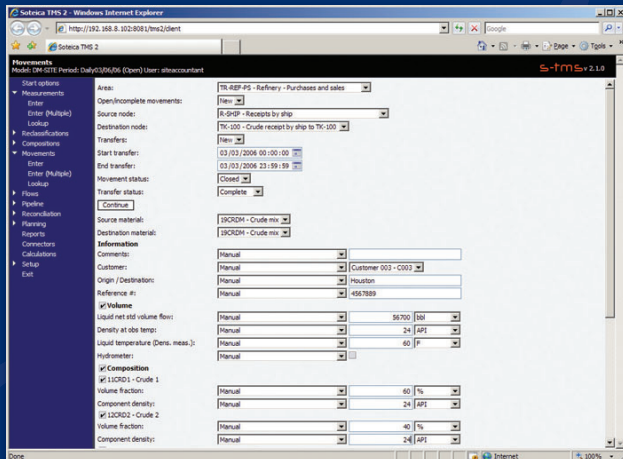 Soteica TMS 2 - Windows Internet Explorer
http://192.168.8.102:8081/tms2/client
Google
Soteica TMS 2
Page Tools
Movements
Model: DM-SITE Period: Daily03/06/06 (Open) User: siteaccountant
s-tms v 2.1.0
Start options
Measurements
Enter
Enter (Multiple)
Lookup
Reclassifications
Compositions
Movements
Enter
Enter (Multiple)
Lookup
Flows
Pipeline
Reconciliation
Planning
Reports
Connectors
Calculations
Setup
Exit
Area: TR-REF-PS - Refinery - Purchases and sales
Open/incomplete movements: New
Source node: R-SHIP - Receipts by ship
Destination node: TK-100 - Crude receipt by ship to TK-100
Transfers: New
Start transfer: 03/03/2006 00:00:00
End transfer: 03/03/2006 23:59:59
Movement status: Closed
Transfer status: Complete
Continue
Source material: 19CRDM - Crude mix
Destination material: 19CRDM - Crude mix
Information
Comments: Manual
Customer: Manual Customer 003 - C003
Origin / Destination: Manual Houston
Reference #: Manual 4567889
Volume
Liquid net std volume flow: Manual 56700 bbl
Density at obs temp: Manual 24 API
Liquid temperature (Dens. meas.): Manual 60 F
Hydrometer: Manual
Composition
11CRD1 - Crude 1
Volume fraction: Manual 60 %
Component density: Manual 24 API
12CRD2 - Crude 2
Volume fraction: Manual 40 %
Component density: Manual 24 API
Done Internet 100%